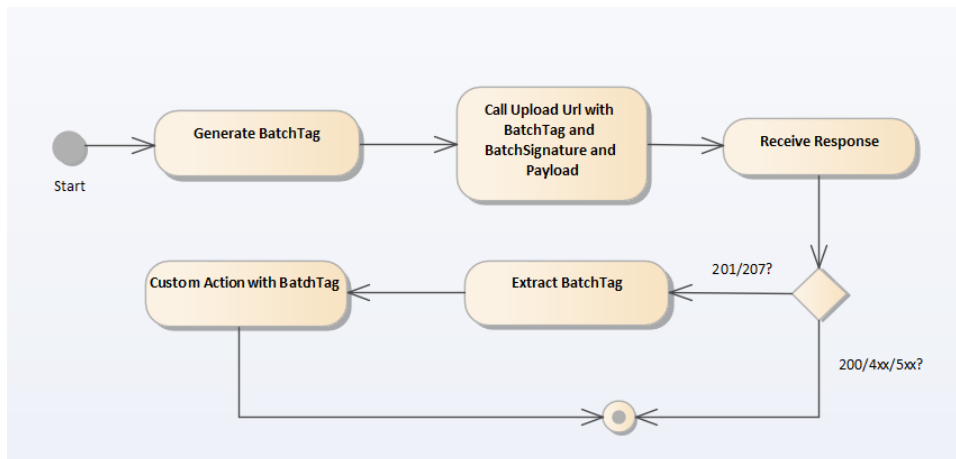 Generate BatchTag
Call Upload Url with
BatchTag and
BatchSignature and
Payload
Receive Response
Start
201/207?
Custom Action with BatchTag
Extract BatchTag
200/4xx/5xx?